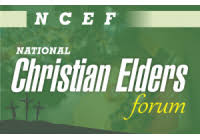 NCEF
NATIONAL
Christian Elders
forum